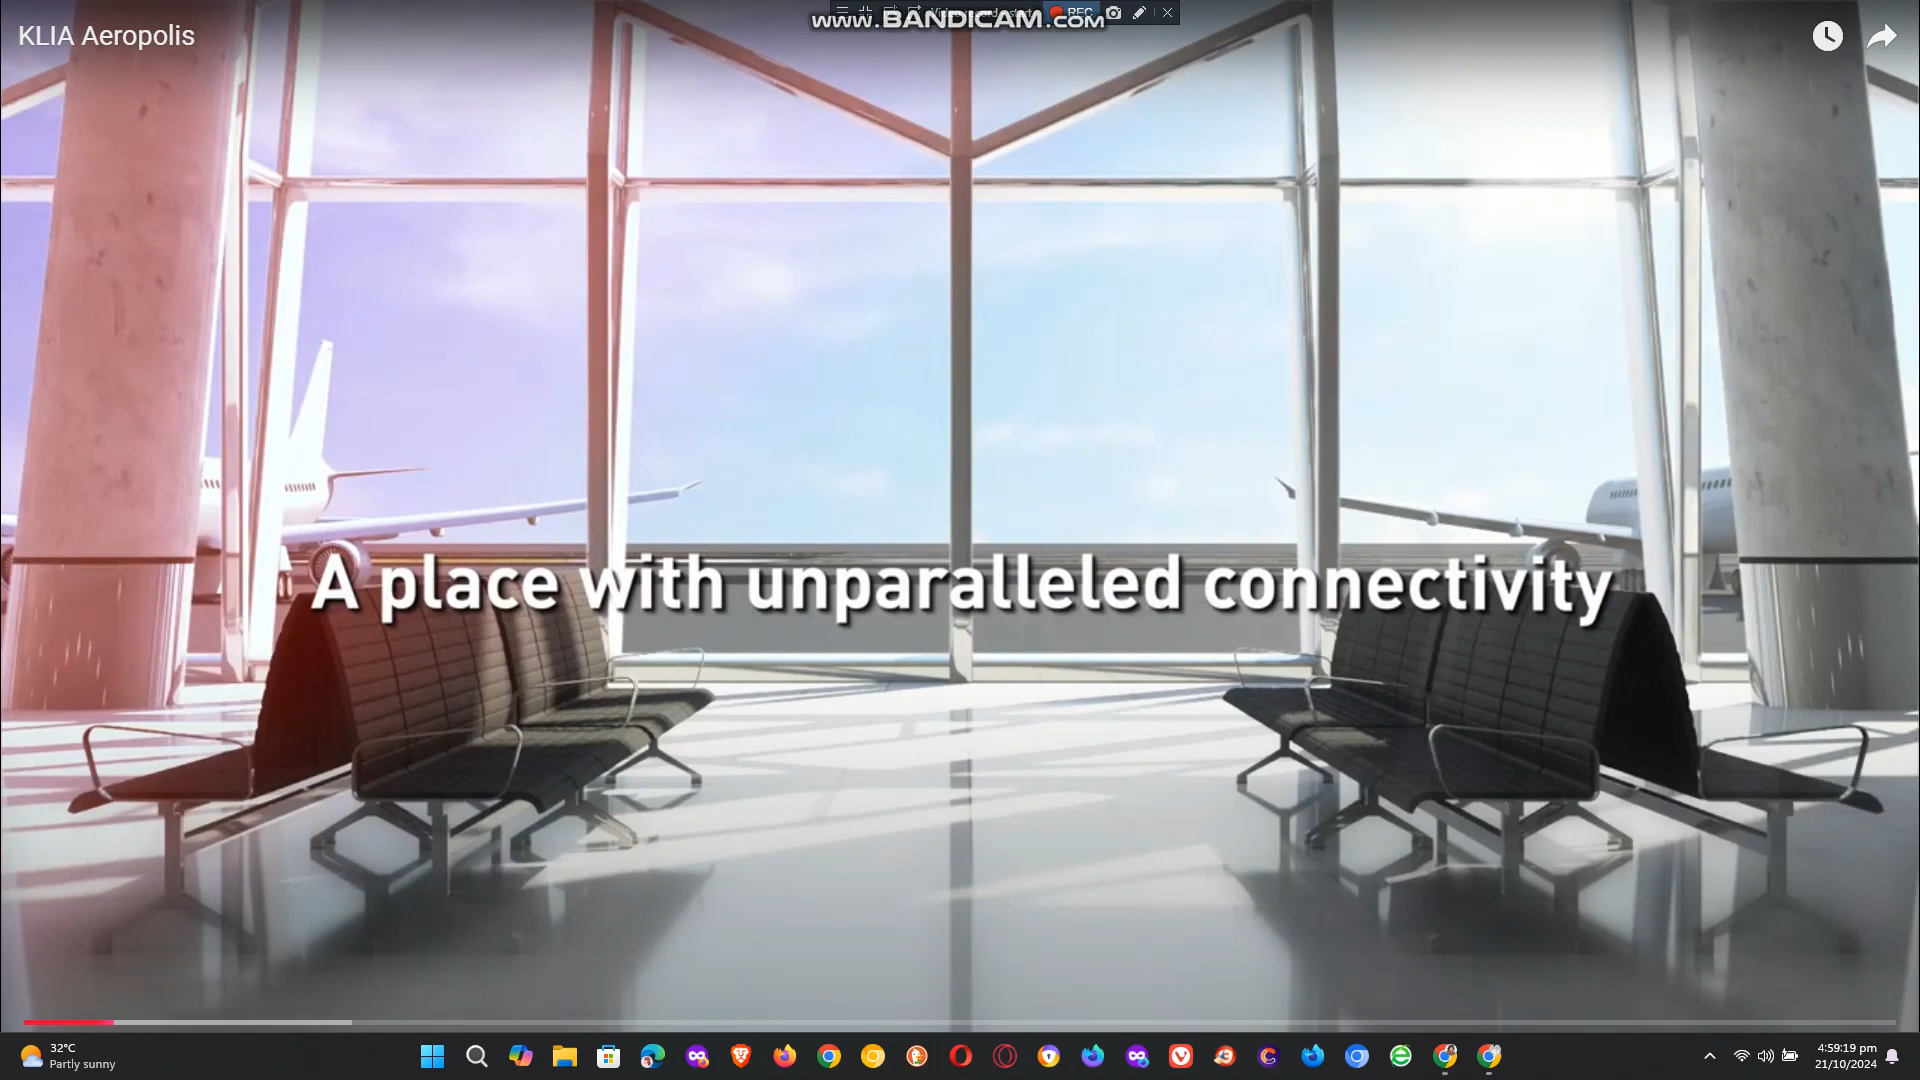 www.BANDICAM.com
REC
KLIA Aeropolis
A place with unparalleled connectivity
32°C
Partly sunny
4:59:19 pm
21/10/2024